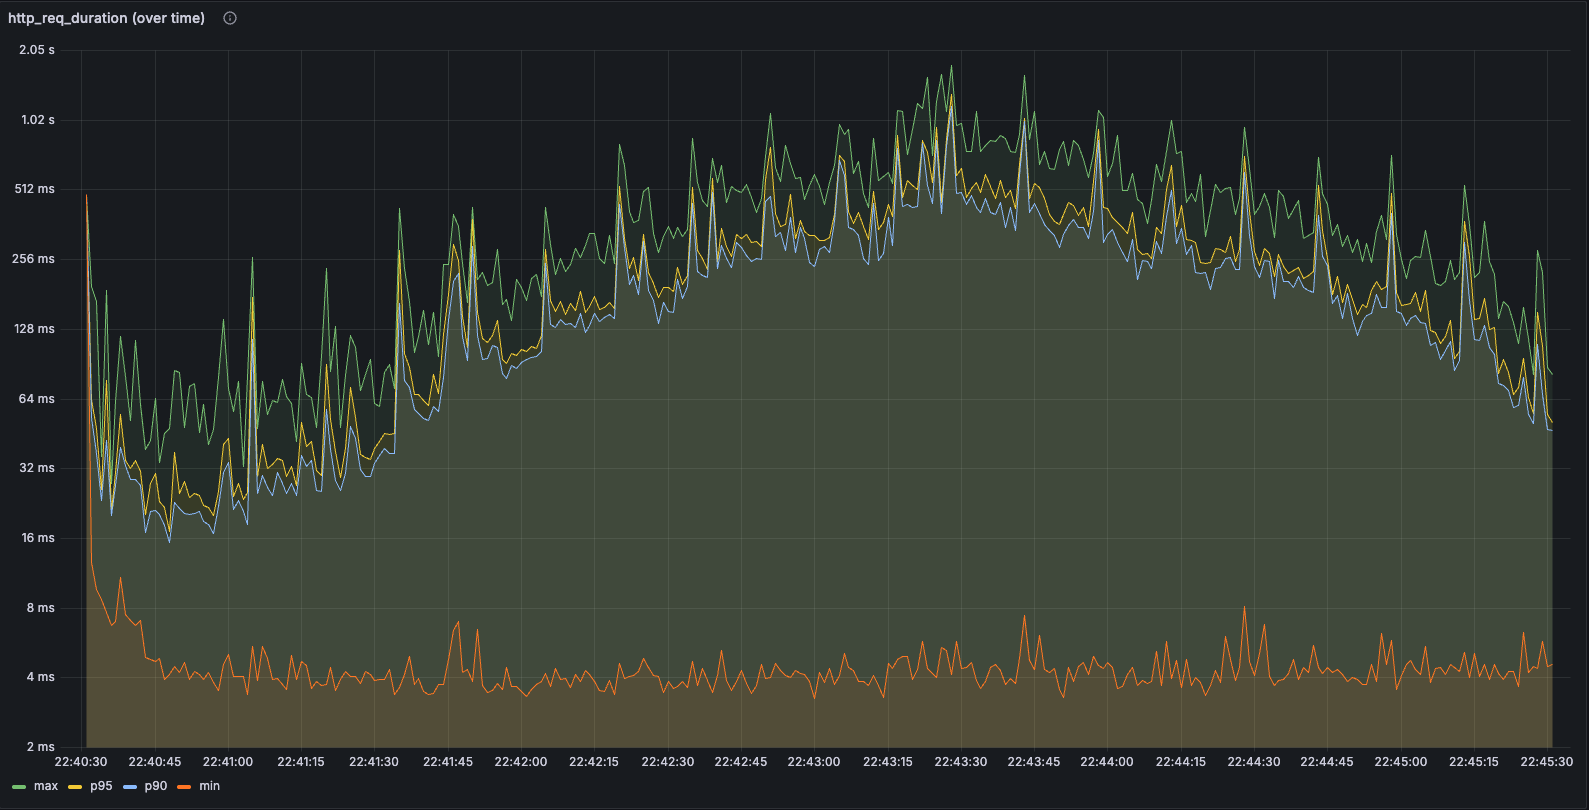 http_req_duration (over time)
2.05 s
1.02 s
512 ms
256 ms
128 ms
64 ms
32 ms
16 ms
8 ms
4 ms
2 ms
22:40:30 22:40:45 22:41:00 22:41:15 22:41:30 22:41:45 22:42:00 22:42:15 22:42:30 22:42:45 22:43:00 22:43:15 22:43:30 22:43:45 22:44:00 22:44:15 22:44:30 22:44:45 22:45:00 22:45:15 22:45:30
max p95 p90 min